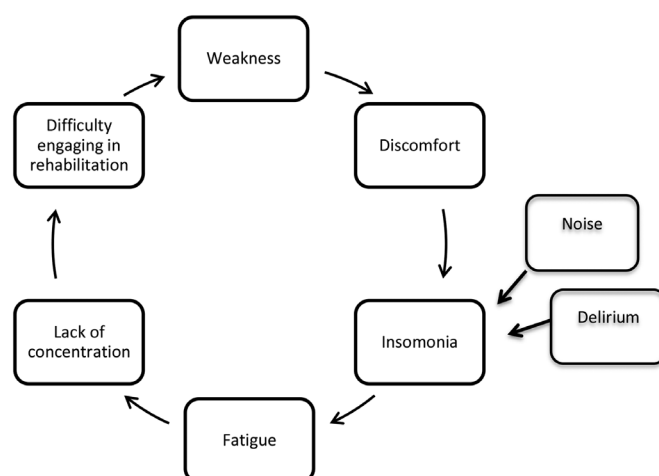 Weakness
Difficulty
engaging in
rehabilitation
Discomfort
Noise
Delirium
Lack of
concentration
Insomonia
Fatigue